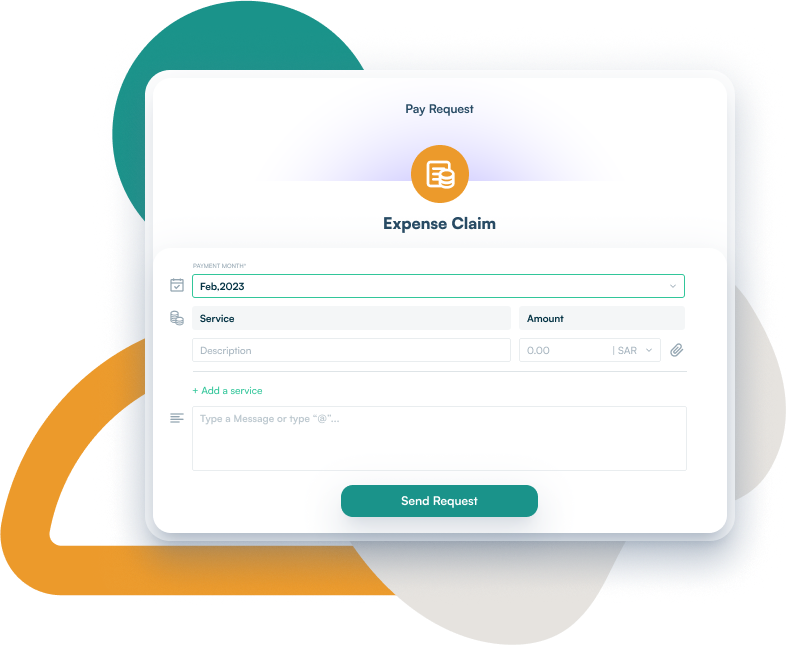 Pay Request
Expense Claim
PAYMENT MONTH*
Feb,2023
Service
Amount
Description
0.00 | SAR
+ Add a service
Type a Message or type “@”...
Send Request